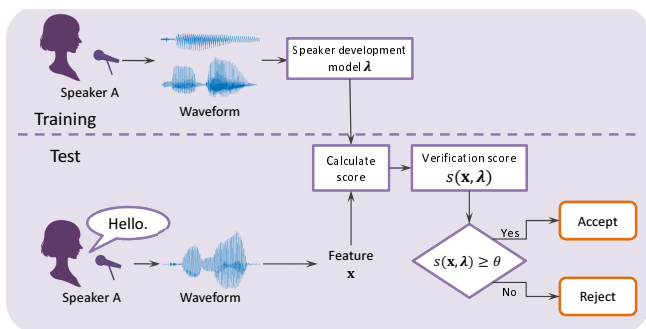 Speaker A
Waveform
Speaker development
model λ
Training
Test
Hello.
Speaker A
Waveform
Feature
x
Calculate
score
Verification score
s(x, λ)
s(x, λ) ≥ θ
Yes
No
Accept
Reject